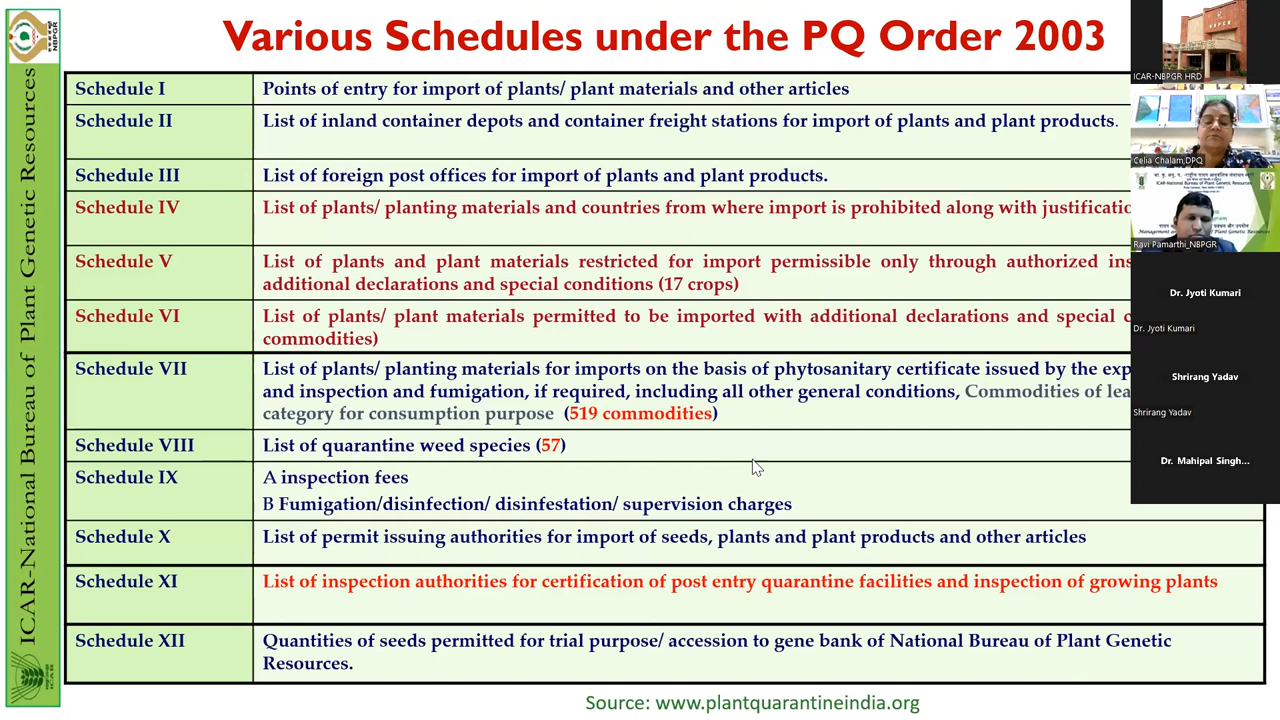 Various Schedules under the PQ Order 2003
NBPGR
ICAR-National Bureau of Plant Genetic Resources
ICAR
Schedule I
Points of entry for import of plants/ plant materials and other articles
Schedule II
List of inland container depots and container freight stations for import of plants and plant products.
Schedule III
List of foreign post offices for import of plants and plant products.
Schedule IV
List of plants/ planting materials and countries from where import is prohibited along with
Schedule V
List of plants and plant materials restricted for import permissible only through authorized
additional declarations and special conditions (17 crops)
Schedule VI
List of plants/ plant materials permitted to be imported with additional declarations and special
commodities)
Schedule VII
List of plants/ planting materials for imports on the basis of phytosanitary certificate issued by the
and inspection and fumigation, if required, including all other general conditions, Commodities of
category for consumption purpose (519 commodities)
Schedule VIII
List of quarantine weed species (57)
Schedule IX
A inspection fees
B Fumigation/disinfection/ disinfestation/ supervision charges
Schedule X
List of permit issuing authorities for import of seeds, plants and plant products and other articles
Schedule XI
List of inspection authorities for certification of post entry quarantine facilities and inspection of growing plants
Schedule XII
Quantities of seeds permitted for trial purpose/ accession to gene bank of National Bureau of Plant Genetic
Resources.
Source: www.plantquarantineindia.org
NBPGR
ICAR-NBPGR HRD
Celia Chalam,DPQ
ICAR-National Bureau of Plant Genetic Resources
Ravi Pamarthi_NBPGR
Dr. Jyoti Kumari
Dr. Jyoti Kumari
Shrirang Yadav
Shrirang Yadav
Dr. Mahipal Singh...